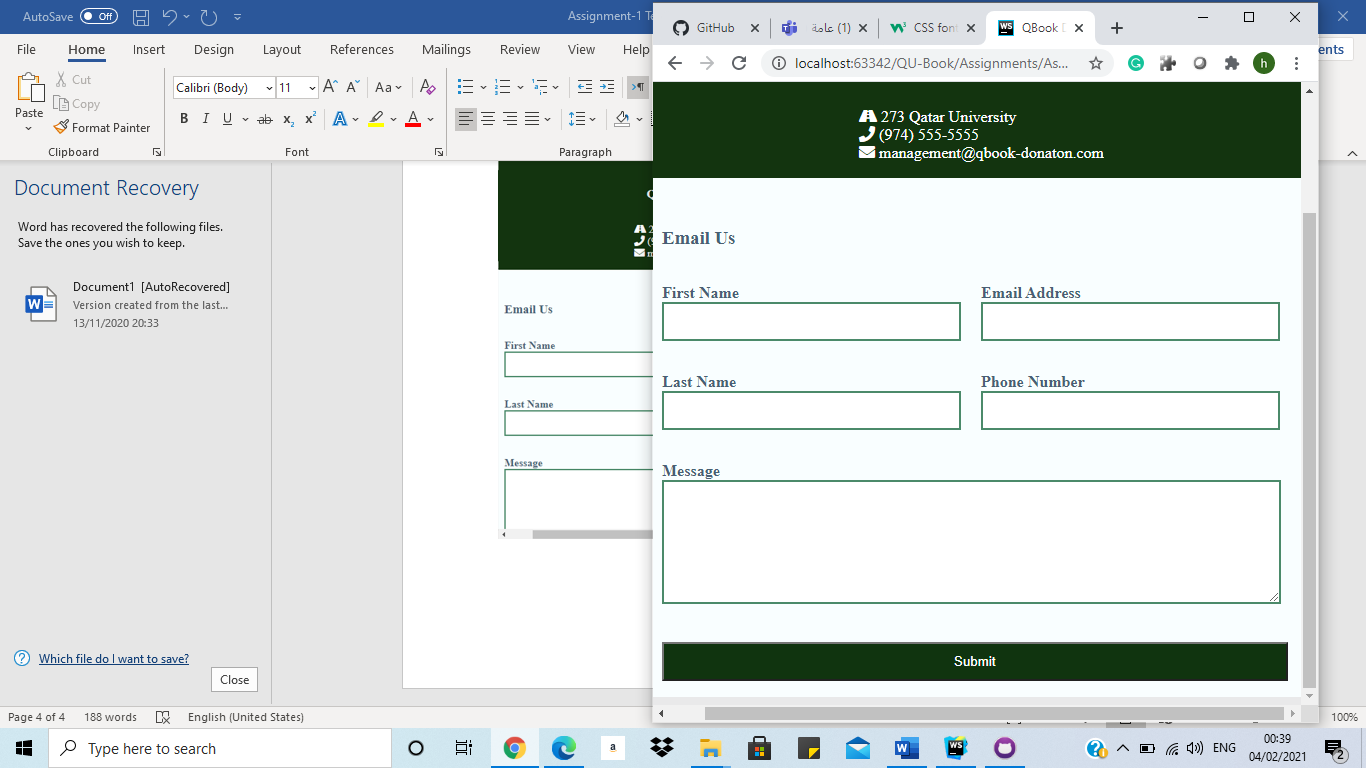 AutoSave Off
Assignment-1 Te
File Home Insert Design Layout References Mailings Review View Help
Paste
Cut
Copy
Format Painter
Clipboard
Calibri (Body) 11
Aa
B I U ab x₂ x²
A A
Font
Paragraph
Document Recovery
Word has recovered the following files.
Save the ones you wish to keep.
Document1 [AutoRecovered]
Version created from the last...
13/11/2020 20:33
Which file do I want to save?
Close
Email Us
First Name
Last Name
Message
GitHub
(1) عامة
CSS font
QBook D
localhost:63342/QU-Book/Assignments/As...
h
273 Qatar University
(974) 555-5555
management@qbook-donaton.com
Email Us
First Name
Email Address
Last Name
Phone Number
Message
Submit
Page 4 of 4 188 words English (United States)
100%
Type here to search
a
ENG
00:39
04/02/2021
2